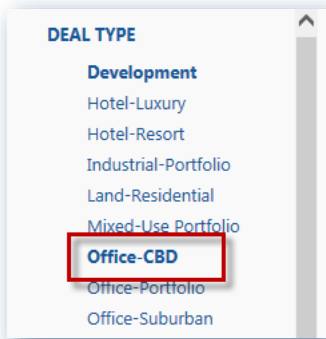 DEAL TYPE
Development
Hotel-Luxury
Hotel-Resort
Industrial-Portfolio
Land-Residential
Mixed-Use Portfolio
Office-CBD
Office-Portfolio
Office-Suburban